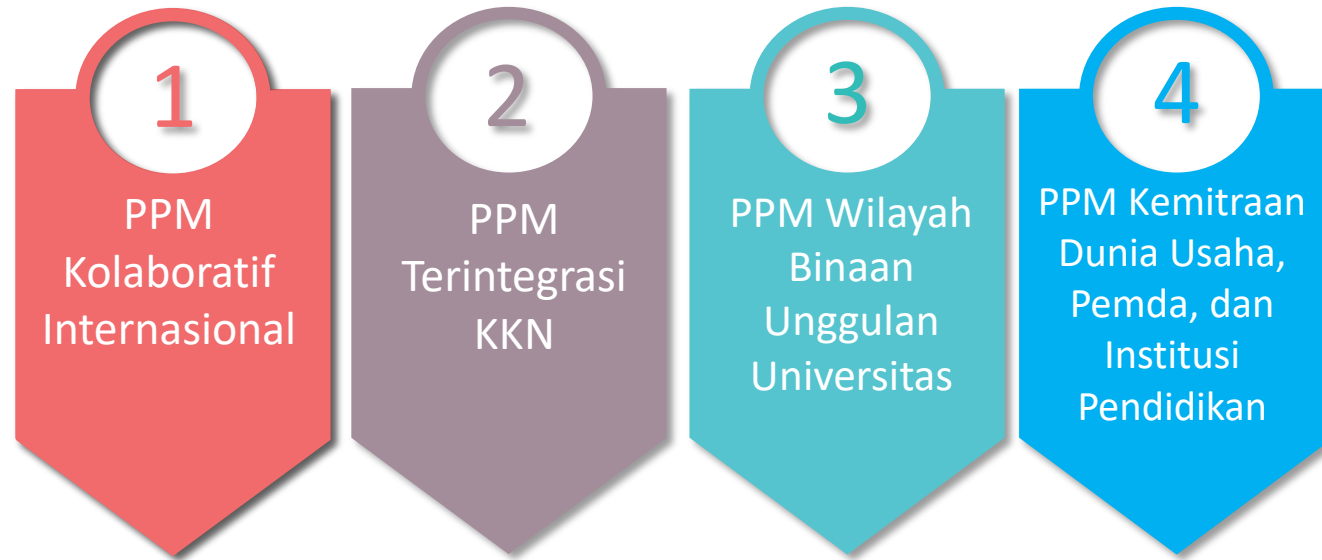 1
PPM
Kolaboratif
Internasional
2
PPM
Terintegrasi
KKN
3
PPM Wilayah
Binaan
Unggulan
Universitas
4
PPM Kemitraan
Dunia Usaha,
Pemda, dan
Institusi
Pendidikan